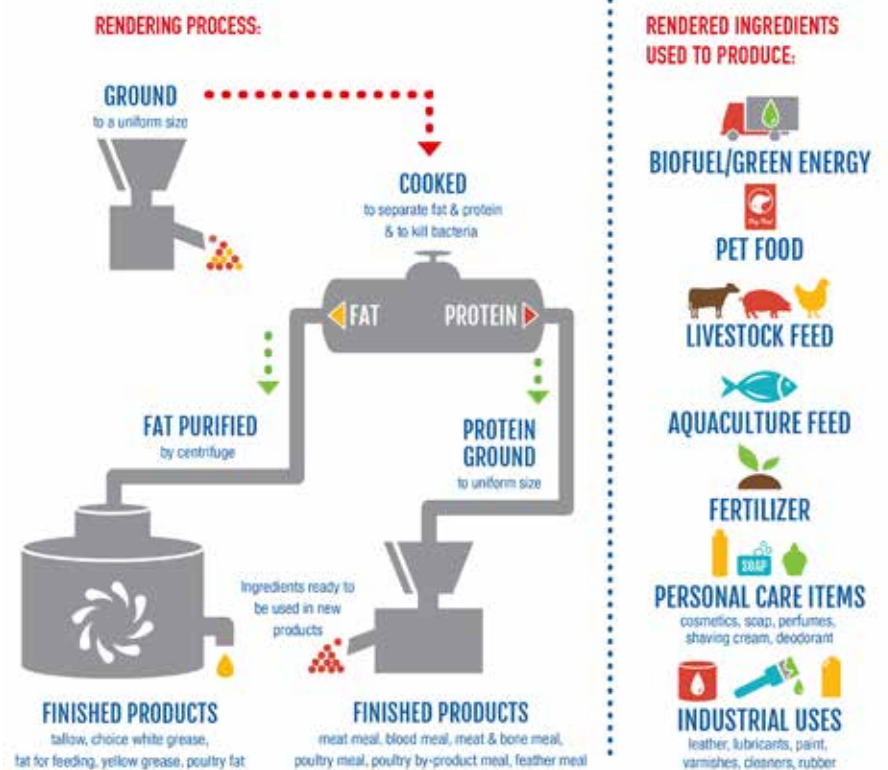 RENDERING PROCESS:
GROUND
to a uniform size
COOKED
to separate fat & protein
& to kill bacteria
FAT
PROTEIN
FAT PURIFIED
by centrifuge
PROTEIN
GROUND
to uniform size
Ingredients ready to
be used in new
products
FINISHED PRODUCTS
tallow, choice white grease,
fat for feeding, yellow grease, poultry fat
FINISHED PRODUCTS
meat meal, blood meal, meat & bone meal,
poultry meal, poultry by-product meal, feather meal
RENDERED INGREDIENTS
USED TO PRODUCE:
BIOFUEL/GREEN ENERGY
PET FOOD
LIVESTOCK FEED
AQUACULTURE FEED
FERTILIZER
SOAP
PERSONAL CARE ITEMS
cosmetics, soap, perfumes,
shaving cream, deodorant
INDUSTRIAL USES
leather, lubricants, paint,
varnishes, cleaners, rubber